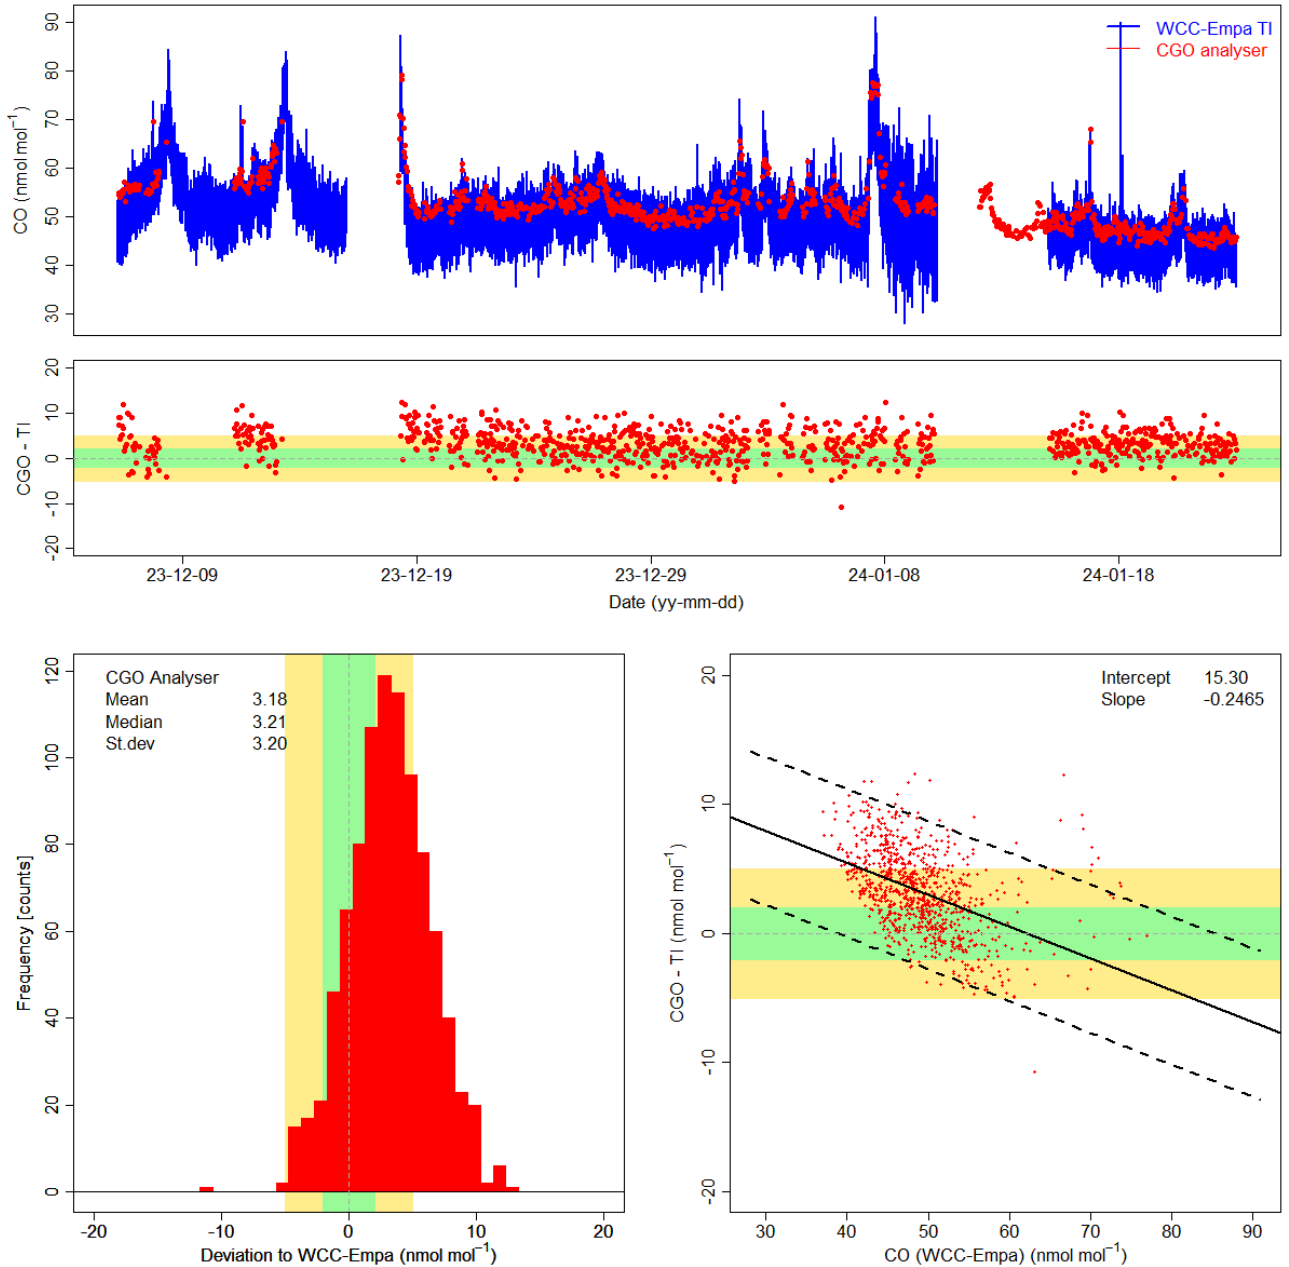 WCC-Empa TI
CGO analyser
CO (nmol mol⁻¹)
90
80
70
60
50
40
30
CGO - TI
20
10
0
-10
-20
23-12-09 23-12-19 23-12-29 24-01-08 24-01-18
Date (yy-mm-dd)
CGO Analyser
Mean 3.18
Median 3.21
St.dev 3.20
Frequency [counts]
120
100
80
60
40
20
0
-20 -10 0 10 20
Deviation to WCC-Empa (nmol mol⁻¹)
Intercept 15.30
Slope -0.2465
CGO - TI (nmol mol⁻¹)
20
10
0
-10
-20
30 40 50 60 70 80 90
CO (WCC-Empa) (nmol mol⁻¹)